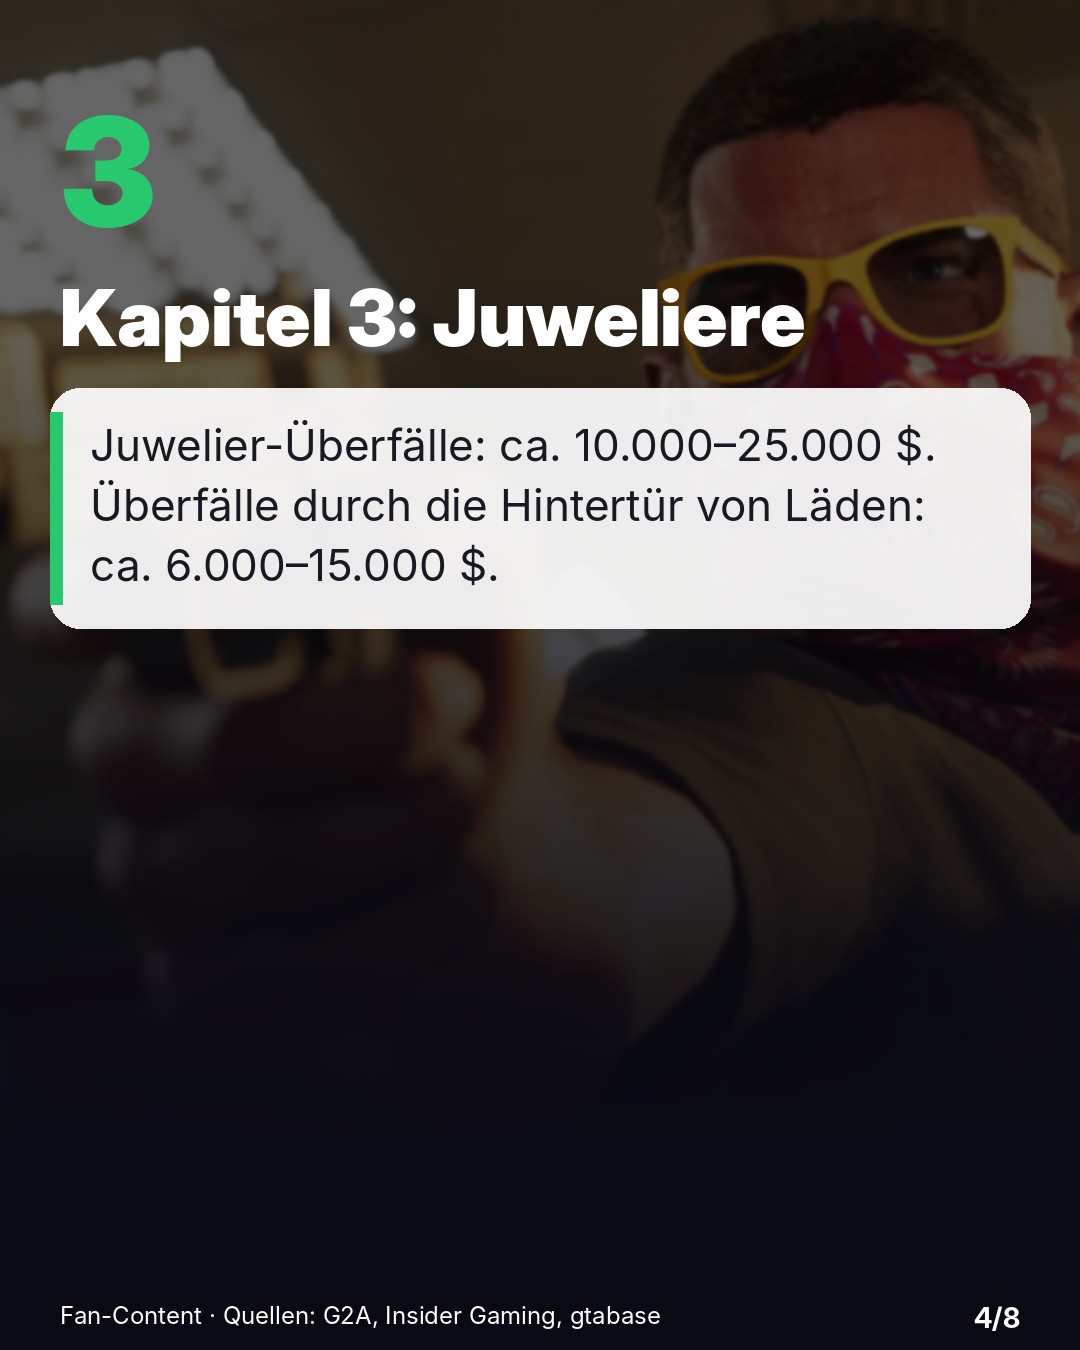 3
Kapitel 3: Juweliere
Juwelier-Überfälle: ca. 10.000–25.000 $.
Überfälle durch die Hintertür von Läden:
ca. 6.000–15.000 $.
Fan-Content · Quellen: G2A, Insider Gaming, gtabase
4/8